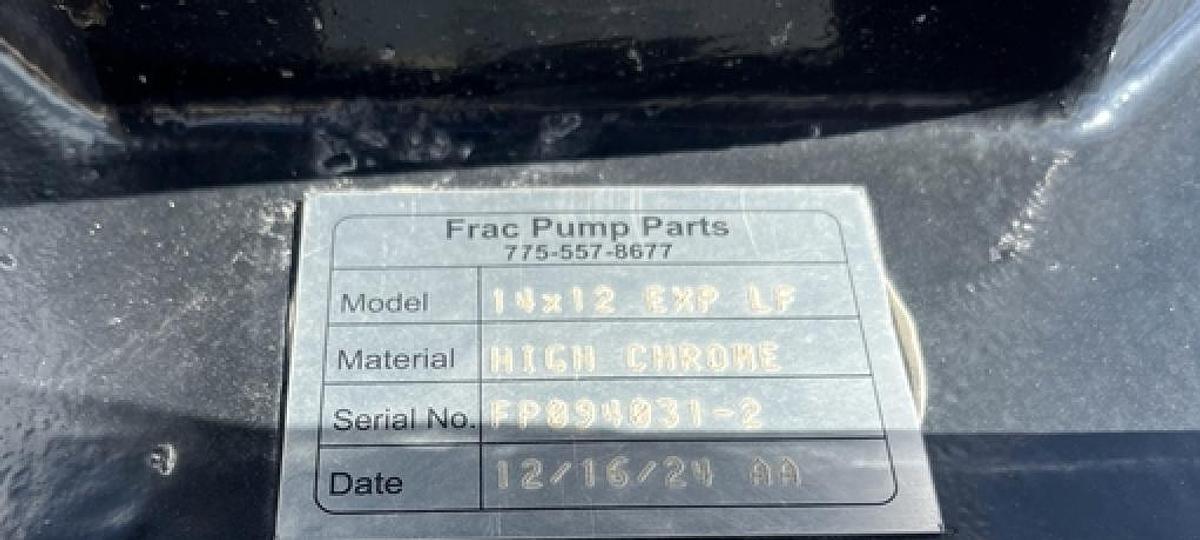 Frac Pump Parts
775-557-8677
Model 14x12 EXP LF
Material HIGH CHROME
Serial No. FP094031-2
Date 12/16/24 AA